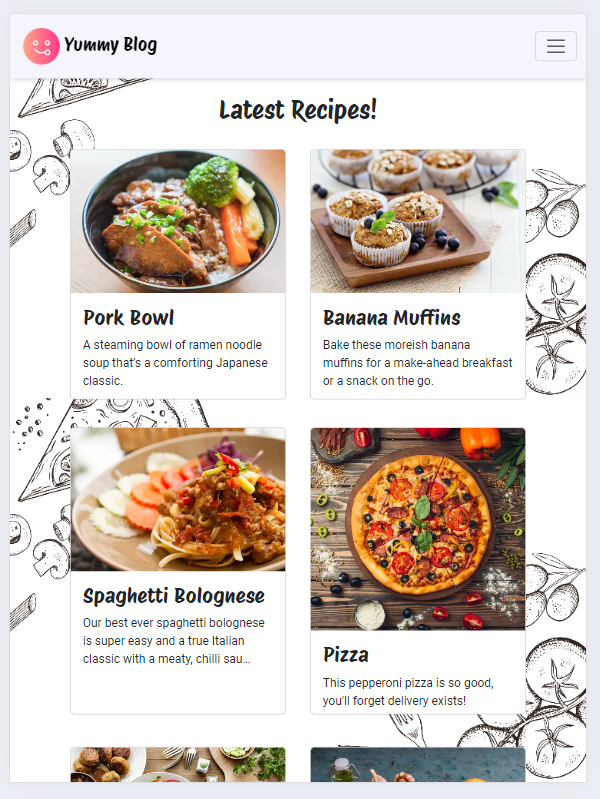 Yummy Blog
Latest Recipes!
Pork Bowl
A steaming bowl of ramen noodle
soup that's a comforting Japanese
classic.
Banana Muffins
Bake these moreish banana
muffins for a make-ahead breakfast
or a snack on the go.
Spaghetti Bolognese
Our best ever spaghetti bolognese
is super easy and a true Italian
classic with a meaty, chilli sau...
Pizza
This pepperoni pizza is so good,
you'll forget delivery exists!